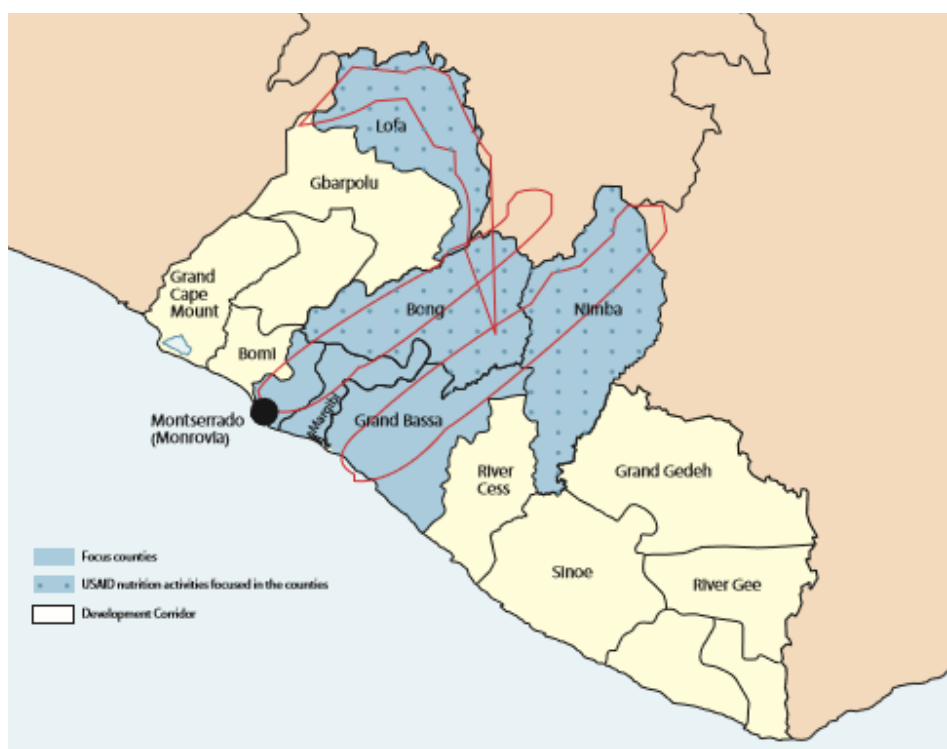 Lofa
Gbarpolu
Grand
Cape
Mount
Bong
Nimba
Bomi
Montserrado
(Monrovia)
Margibi
Grand Bassa
River
Cess
Grand Gedeh
Sinoe
River Gee
Focus counties
USAID nutrition activities focused in the counties
Development Corridor